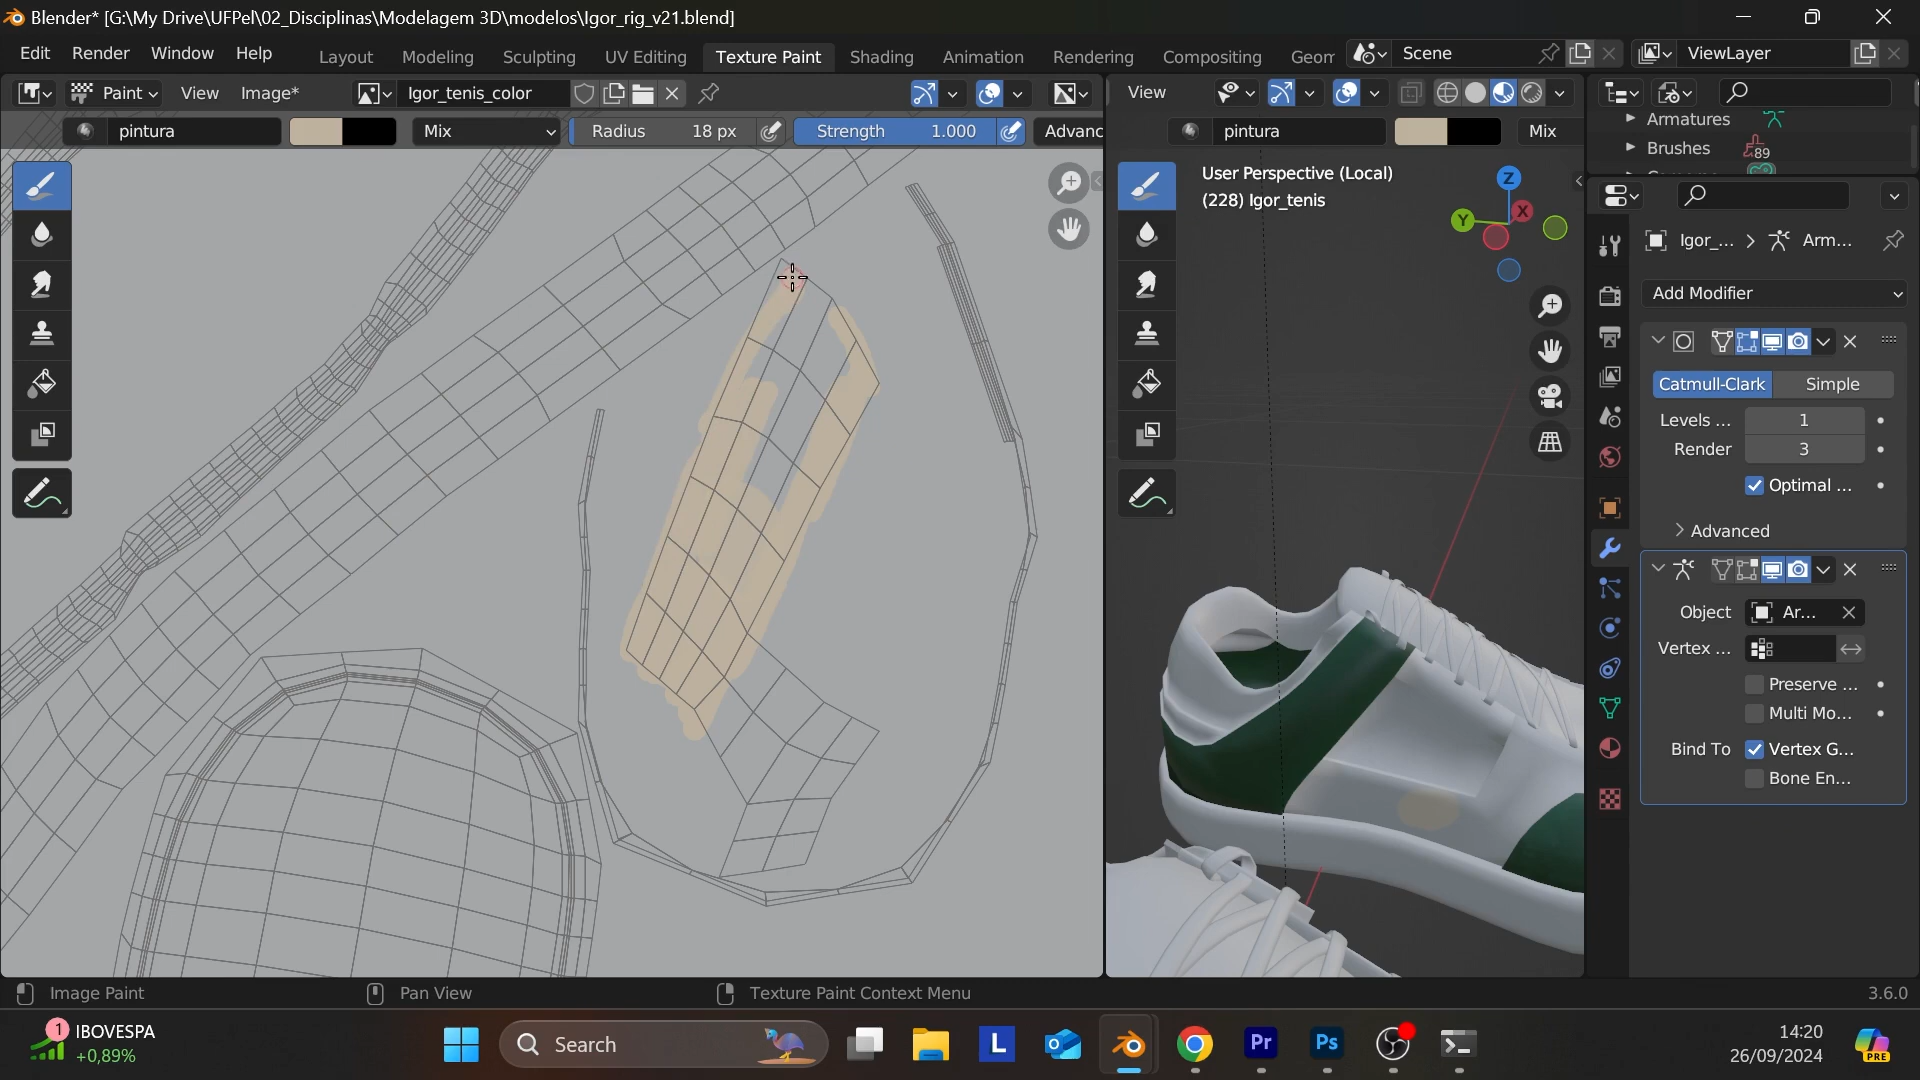 Blender* [G:\My Drive\UFPel\02_Disciplinas\Modelagem 3D\modelos\Igor_rig_v21.blend]
Edit Render Window Help Layout Modeling Sculpting UV Editing Texture Paint Shading Animation Rendering Compositing Geom Scene ViewLayer
Paint View Image* Igor_tenis_color View
pintura Mix Radius 18 px Strength 1.000 Advanc pintura Mix
Armatures
Brushes 89
User Perspective (Local)
(228) Igor_tenis
Z
Y
X
Igor_... Arm...
Add Modifier
Catmull-Clark Simple
Levels ... 1
Render 3
Optimal ...
Advanced
Object Ar...
Vertex ...
Preserve ...
Multi Mo...
Bind To Vertex G...
Bone En...
Image Paint Pan View Texture Paint Context Menu 3.6.0
1 IBOVESPA
+0,89%
Search
L
Pr
Ps
14:20
26/09/2024
PRE